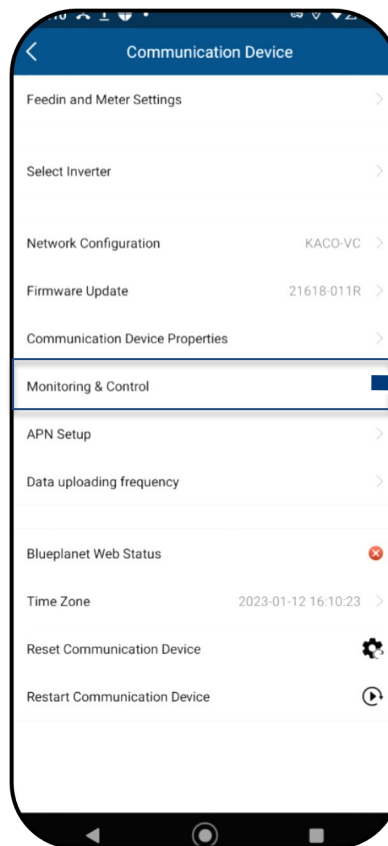 Communication Device
Feedin and Meter Settings
Select Inverter
Network Configuration KACO-VC
Firmware Update 21618-011R
Communication Device Properties
Monitoring & Control
APN Setup
Data uploading frequency
Blueplanet Web Status
Time Zone 2023-01-12 16:10:23
Reset Communication Device
Restart Communication Device